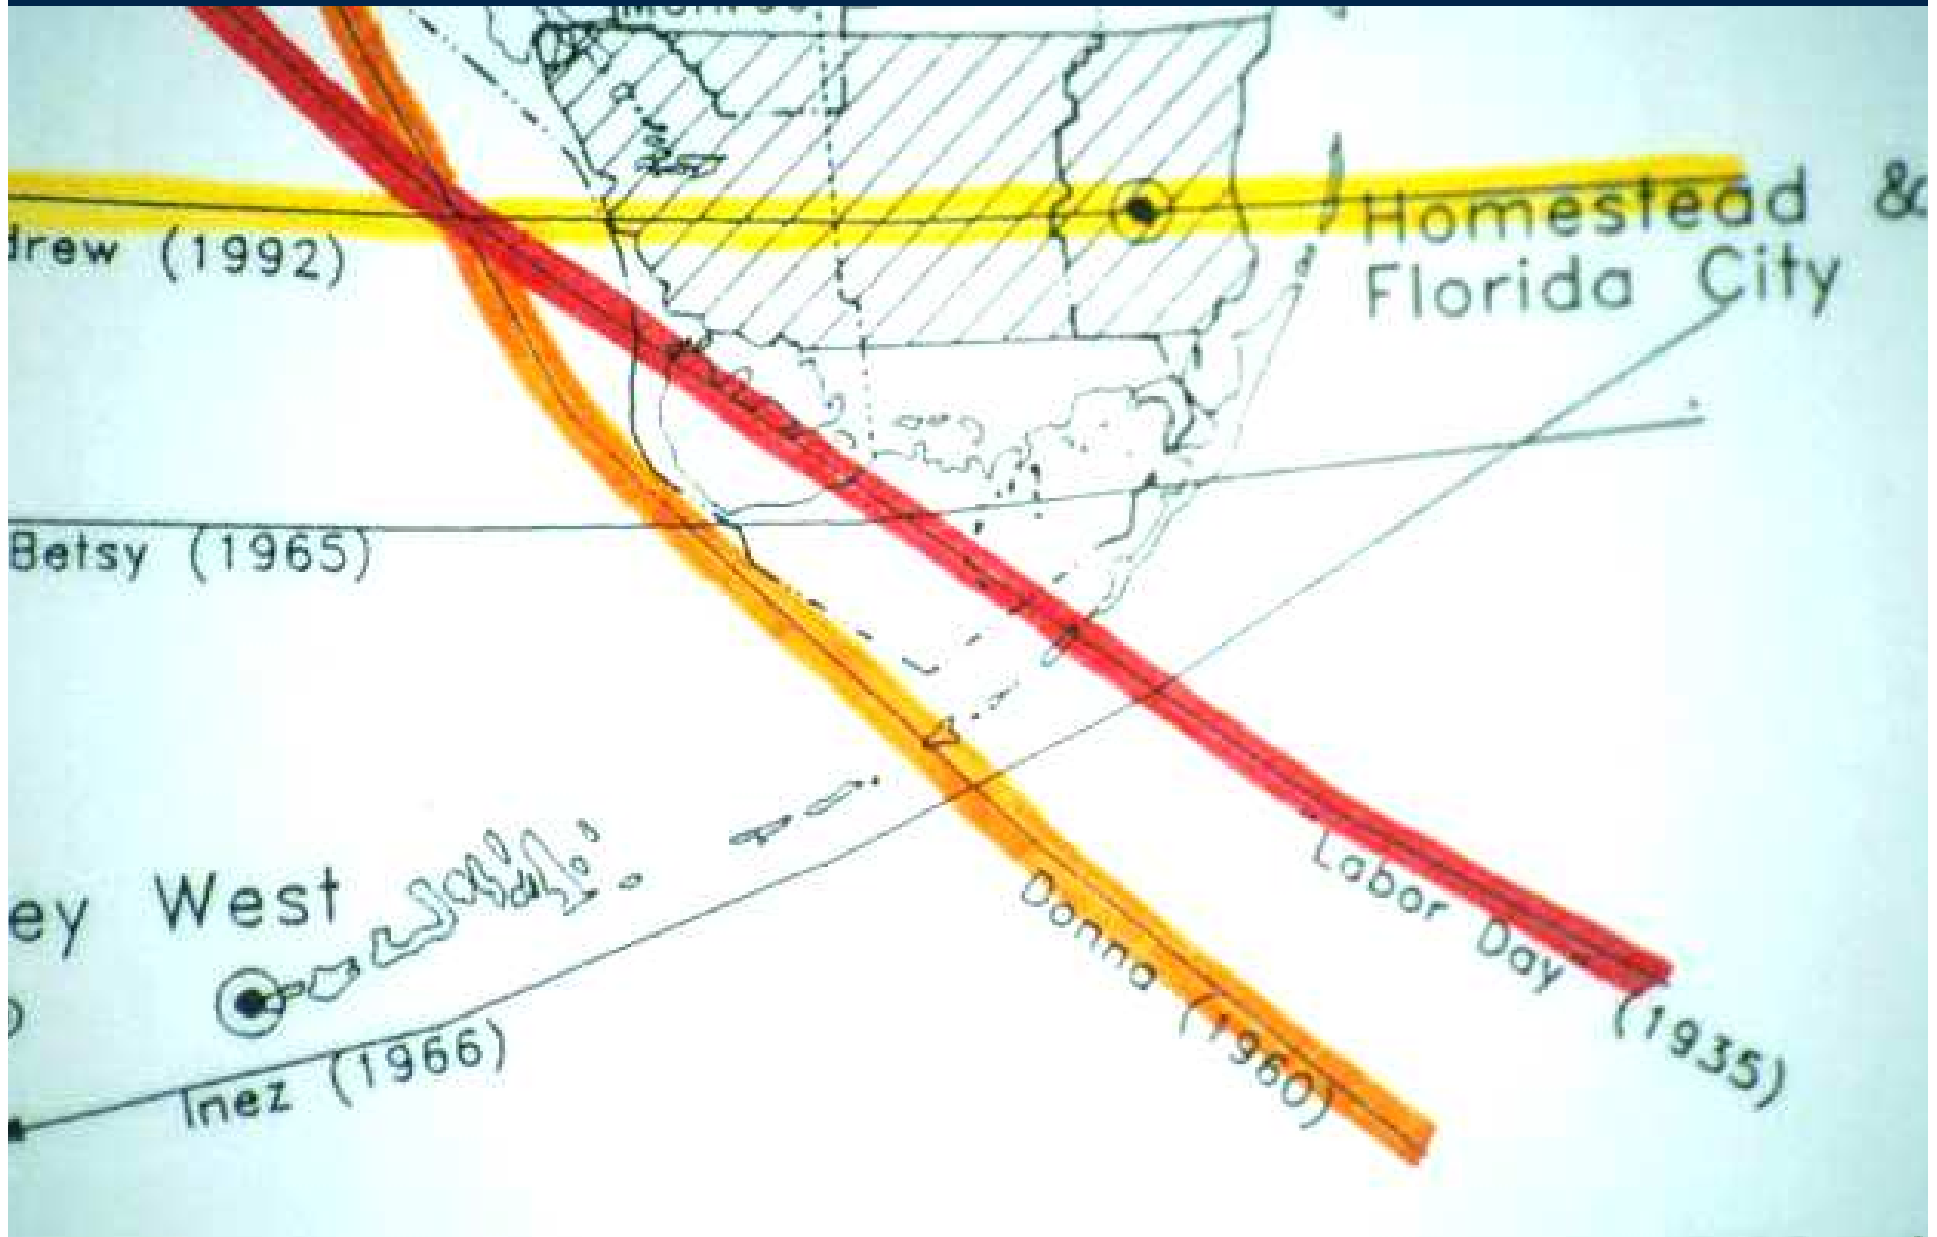 Homestead &
Florida City
drew (1992)
Betsy (1965)
ey West
Inez (1966)
Donna (1960)
Labor Day (1935)